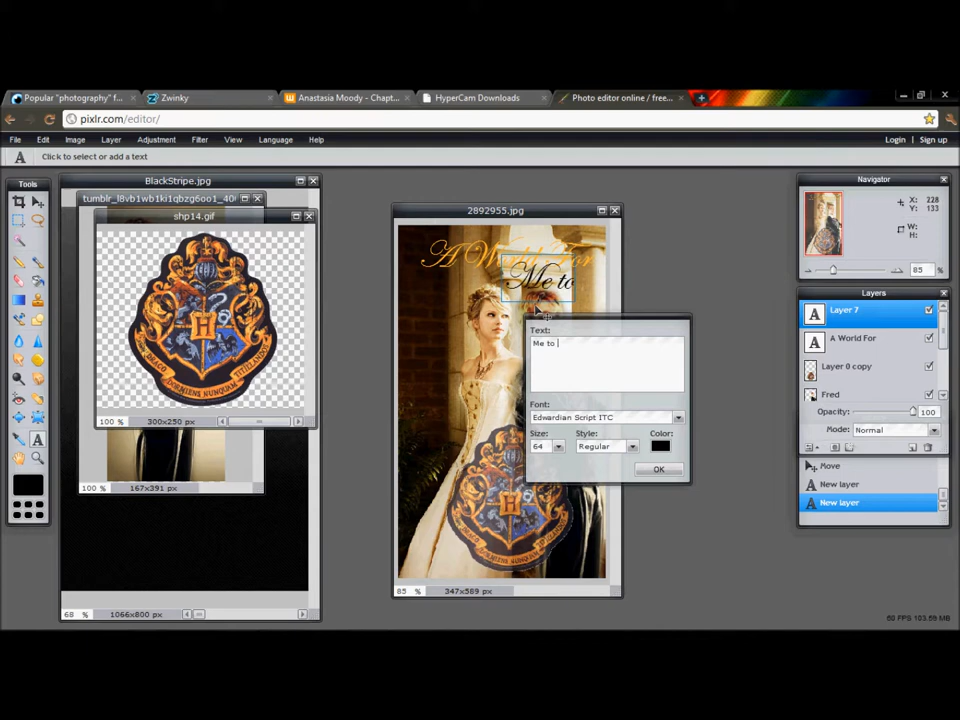 Popular "photography" f...
Zwinky
Anastasia Moody - Chapt...
HyperCam Downloads
Photo editor online / free...
pixlr.com/editor/
File Edit Image Layer Adjustment Filter View Language Help
Login Sign up
Click to select or add a text
Tools
BlackStripe.jpg
tumblr_l8vb1wb1ki1qbzg6oo1_40
shp14.gif
H
DRACO DORMIENS NUNQUAM TITILLANDUS
100 % 300x250 px
100 % 167x391 px
68 % 1066x800 px
2892955.jpg
A World For
Me to
85 % 347x589 px
Text:
Me to
Font:
Edwardian Script ITC
Size: Style: Color:
64 Regular
OK
Navigator
X: 228
Y: 133
W:
H:
85 %
Layers
A Layer 7
A A World For
Layer 0 copy
Fred
Opacity: 100
Mode: Normal
Move
A New layer
A New layer
60 FPS 103.59 MB